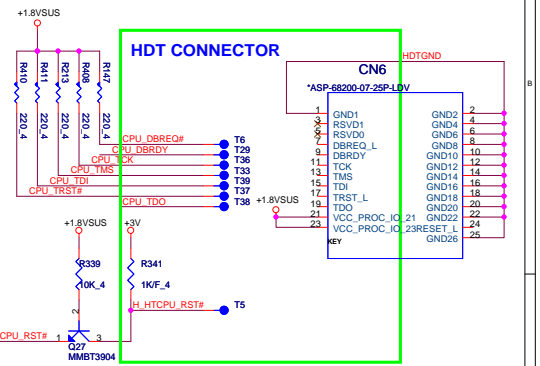 +1.8VSUS
HDT CONNECTOR
HDTGND
CN6
*ASP-68200-07-25P-LDV
B
R410
R411
R213
R408
R147
220_4
220_4
220_4
220_4
220_4
CPU_DBREQ#
CPU_DBRDY
CPU_TCK
CPU_TMS
CPU_TDI
CPU_TRST#
CPU_TDO
T6
T29
T36
T33
T39
T37
T38
1 GND1 GND2 2
3 RSVD1 GND4 4
5 RSVD0 GND6 6
7 DBREQ_L GND8 8
9 DBRDY GND10 10
11 TCK GND12 12
13 TMS GND14 14
15 TDI GND16 16
17 TRST_L GND18 18
19 TDO GND20 20
21 VCC_PROC_IO_21 GND22 22
23 VCC_PROC_IO_23 RESET_L 24
GND26 25
KEY
+1.8VSUS
+1.8VSUS
+3V
R339
10K_4
R341
1K/F_4
H_HTCPU_RST#
T5
CPU_RST#
1
2
3
Q27
MMBT3904